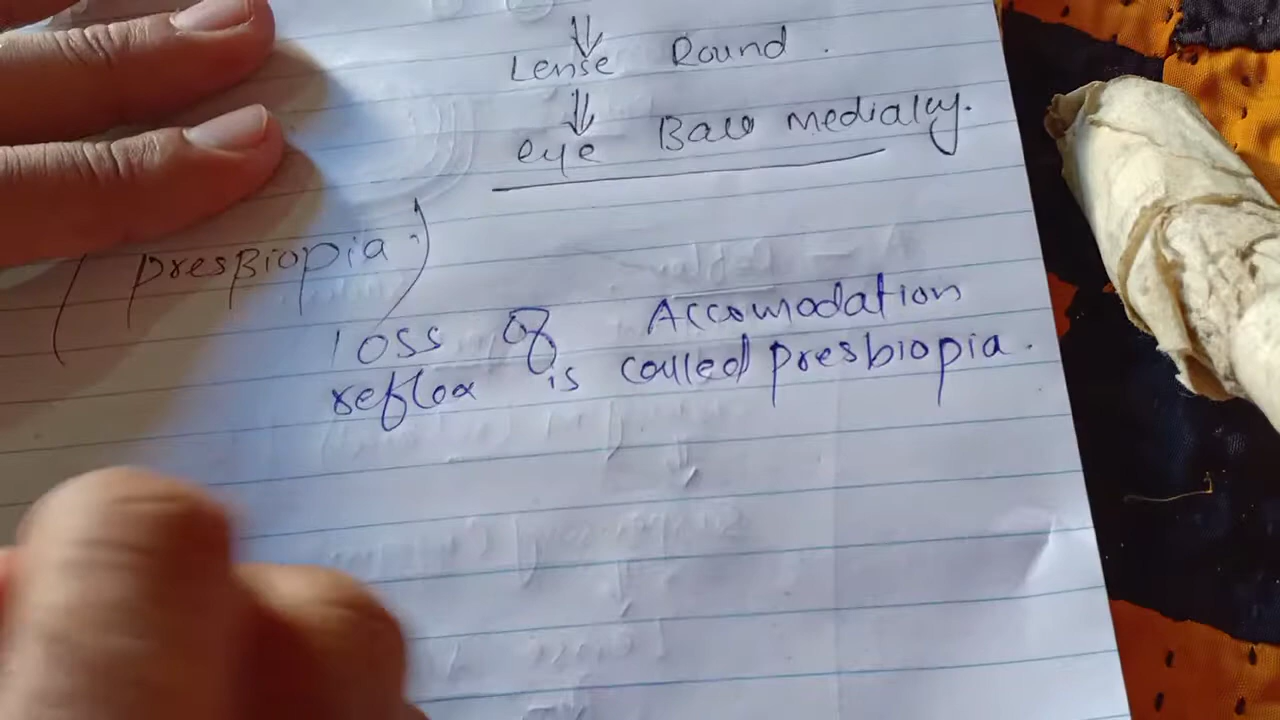 Lense Round .
eye Ball medialy.
( presBiopia. )
loss of Accomodation
reflex is called presbiopia.